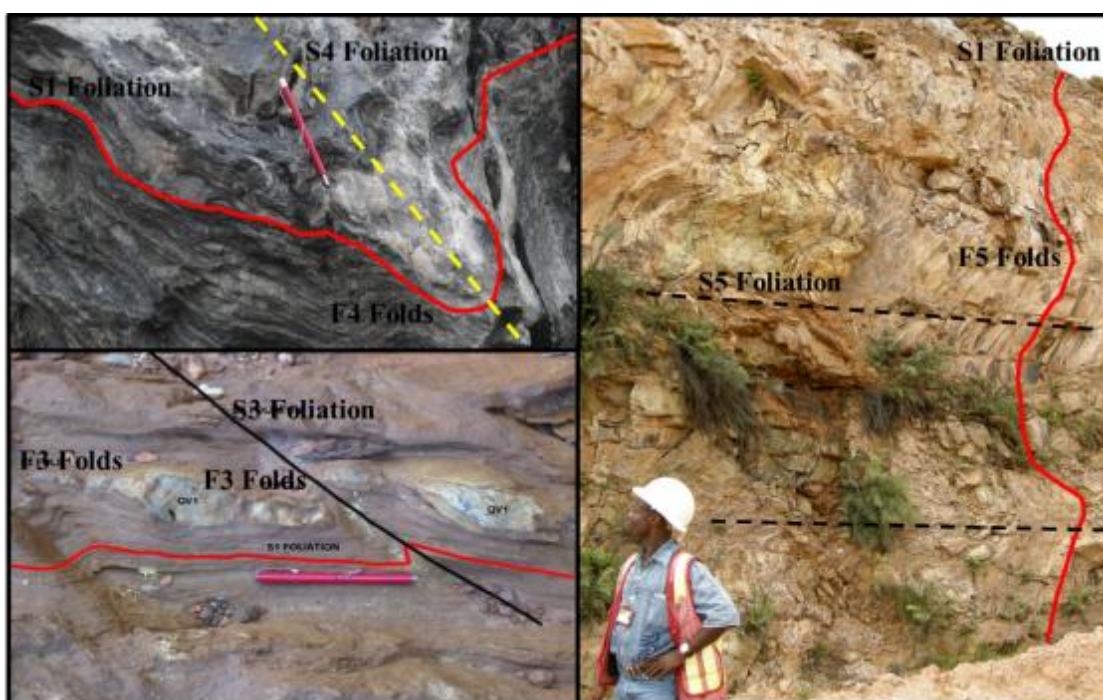 S4 Foliation
S1 Foliation
F4 Folds
S3 Foliation
F3 Folds
F3 Folds
QV1
QV1
S1 FOLIATION
S1 Foliation
F5 Folds
S5 Foliation